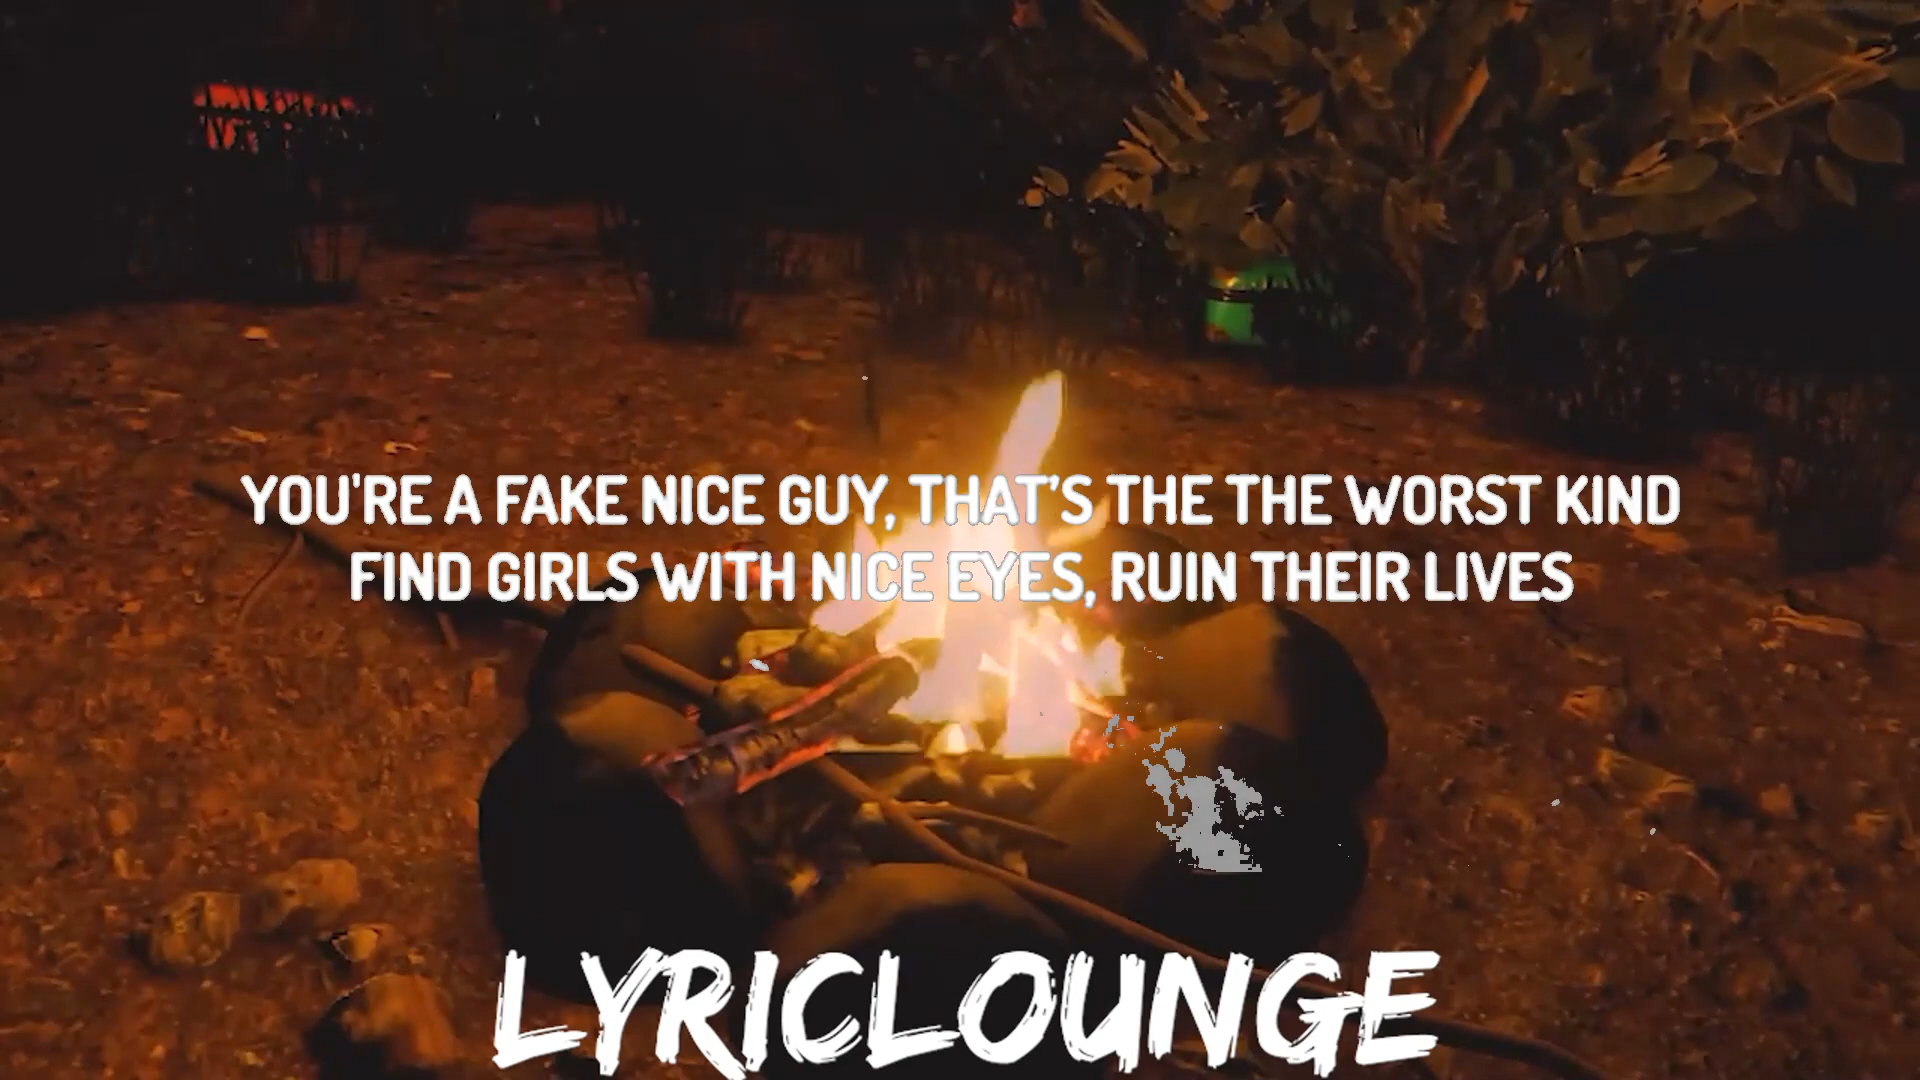 YOU'RE A FAKE NICE GUY, THAT'S THE THE WORST KIND
FIND GIRLS WITH NICE EYES, RUIN THEIR LIVES
LYRICLOUNGE